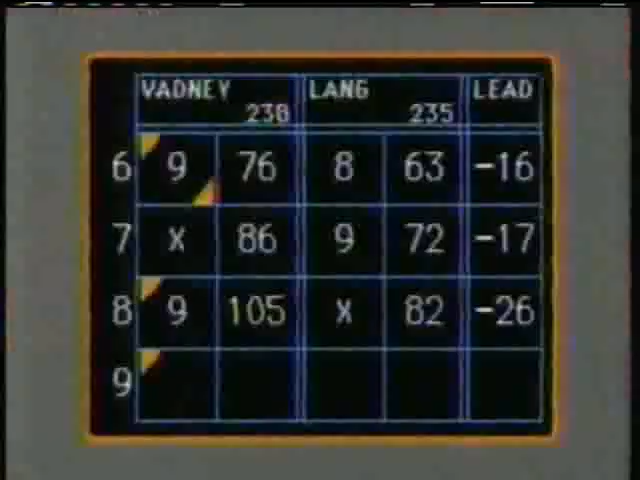 VADNEY LANG LEAD
238 235
6 9 76 8 63 -16
7 X 86 9 72 -17
8 9 105 X 82 -26
9